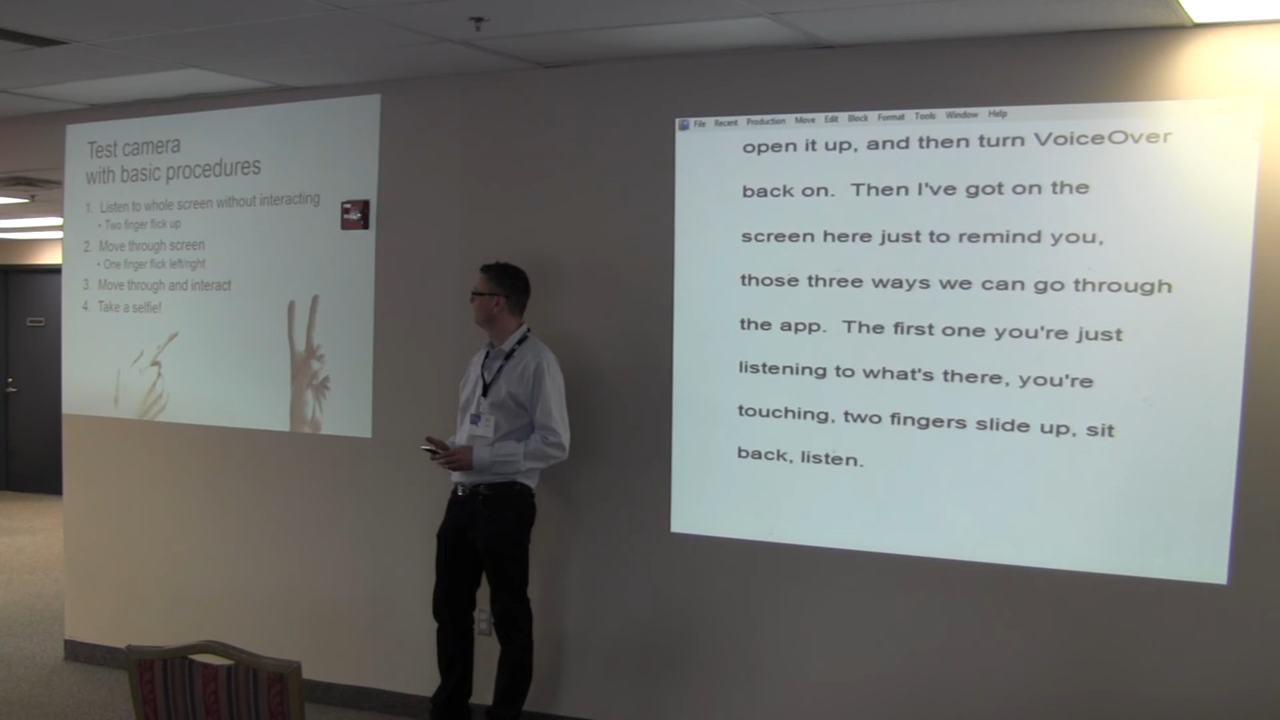 Test camera
with basic procedures
1. Listen to whole screen without interacting
• Two finger flick up
2. Move through screen
• One finger flick left/right
3. Move through and interact
4. Take a selfie!
File Recent Production Move Edit Block Format Tools Window Help
open it up, and then turn VoiceOver
back on. Then I've got on the
screen here just to remind you,
those three ways we can go through
the app. The first one you're just
listening to what's there, you're
touching, two fingers slide up, sit
back, listen.